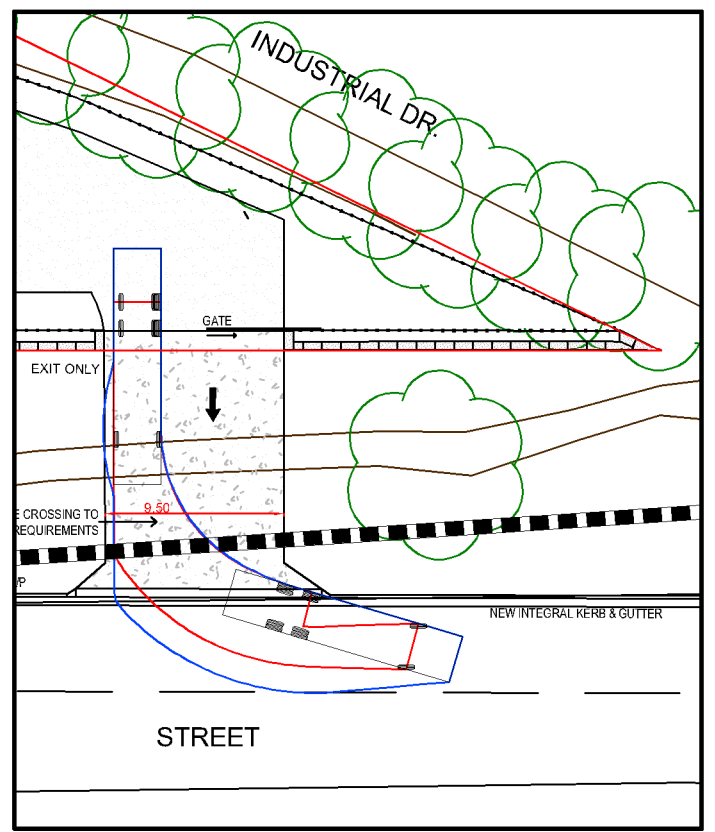 INDUSTRIAL DR.
GATE
EXIT ONLY
9.50
E CROSSING TO
REQUIREMENTS
NEW INTEGRAL KERB & GUTTER
STREET